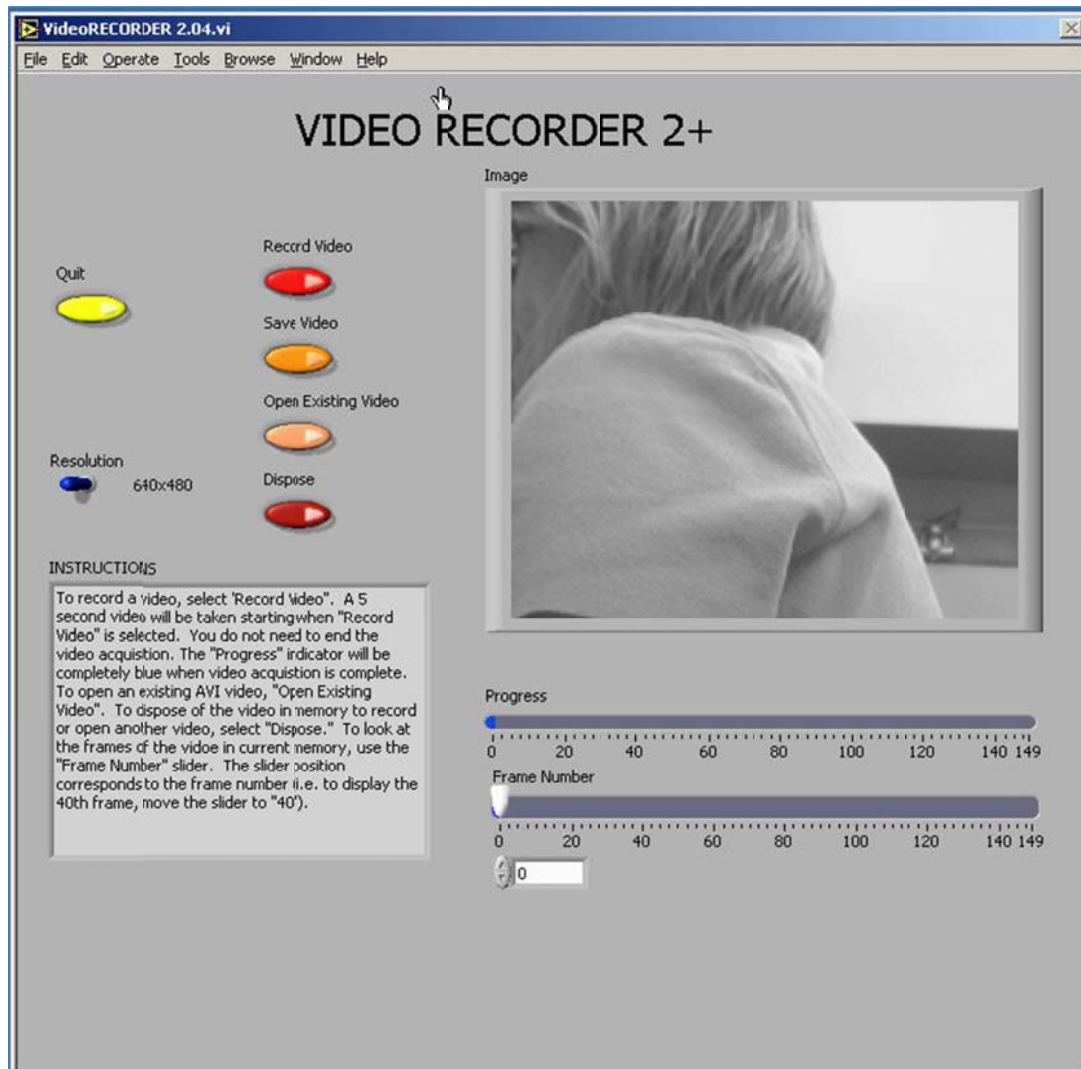 VideoRECORDER 2.04.vi
File Edit Operate Tools Browse Window Help
VIDEO RECORDER 2+
Image
Record Video
Quit
Save Video
Open Existing Video
Resolution
640x480
Dispose
INSTRUCTIONS
To record a video, select 'Record Video". A 5
second video will be taken starting when "Record
Video" is selected. You do not need to end the
video acquistion. The "Progress" indicator will be
completely blue when video acquistion is complete.
To open an existing AVI video, "Open Existing
Video". To dispose of the video in memory to record
or open another video, select "Dispose." To look at
the frames of the vidoe in current memory, use the
"Frame Number" slider. The slider position
corresponds to the frame number (i.e. to display the
40th frame, move the slider to "40').
Progress
0 20 40 60 80 100 120 140 149
Frame Number
0 20 40 60 80 100 120 140 149
0